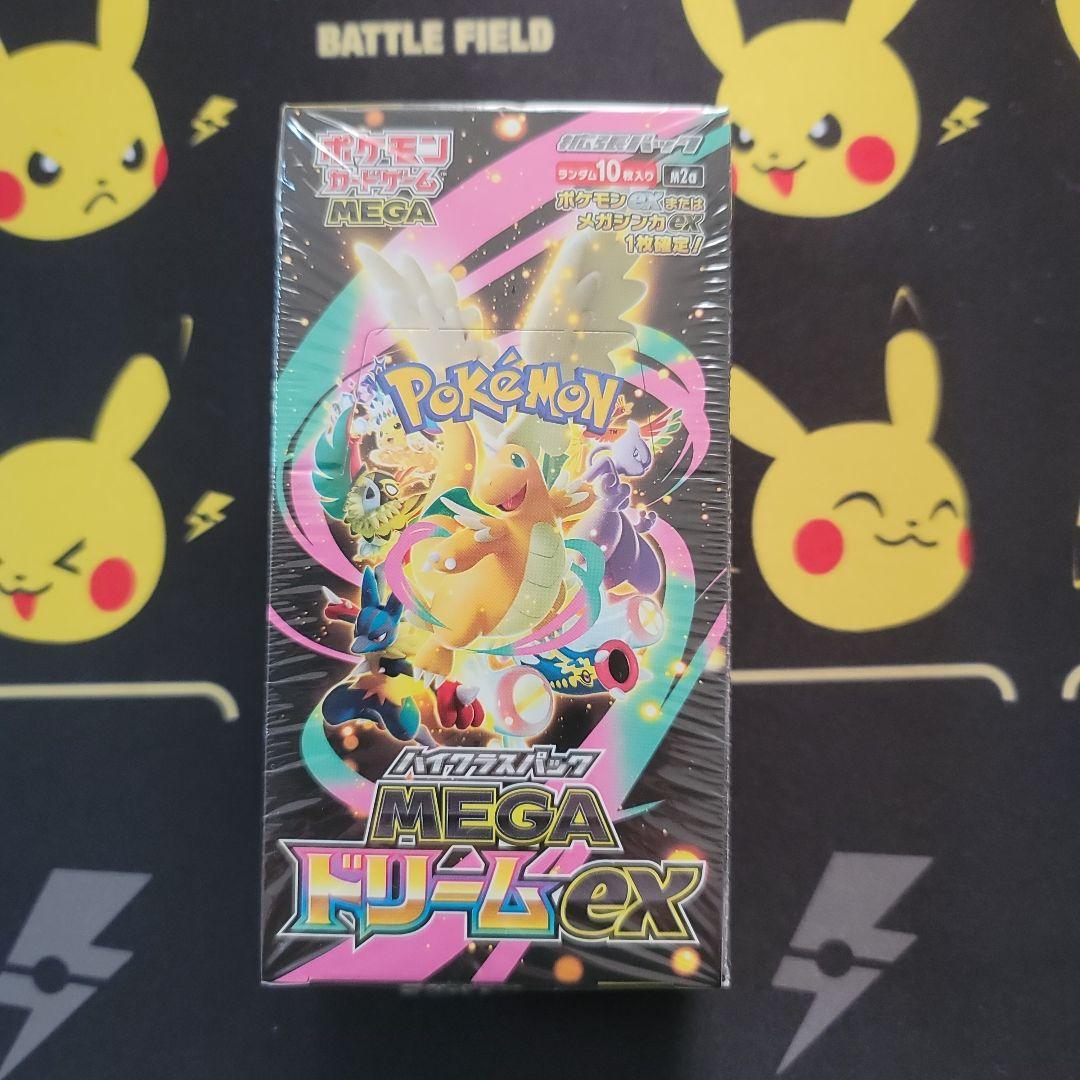 BATTLE FIELD
ポケモン
カードゲーム
MEGA
拡張パック
ランダム10枚入り M2a
ポケモンexまたは
メガシンカex
1枚確定!
POKéMON
TM
ハイクラスパック
MEGA
ドリームex